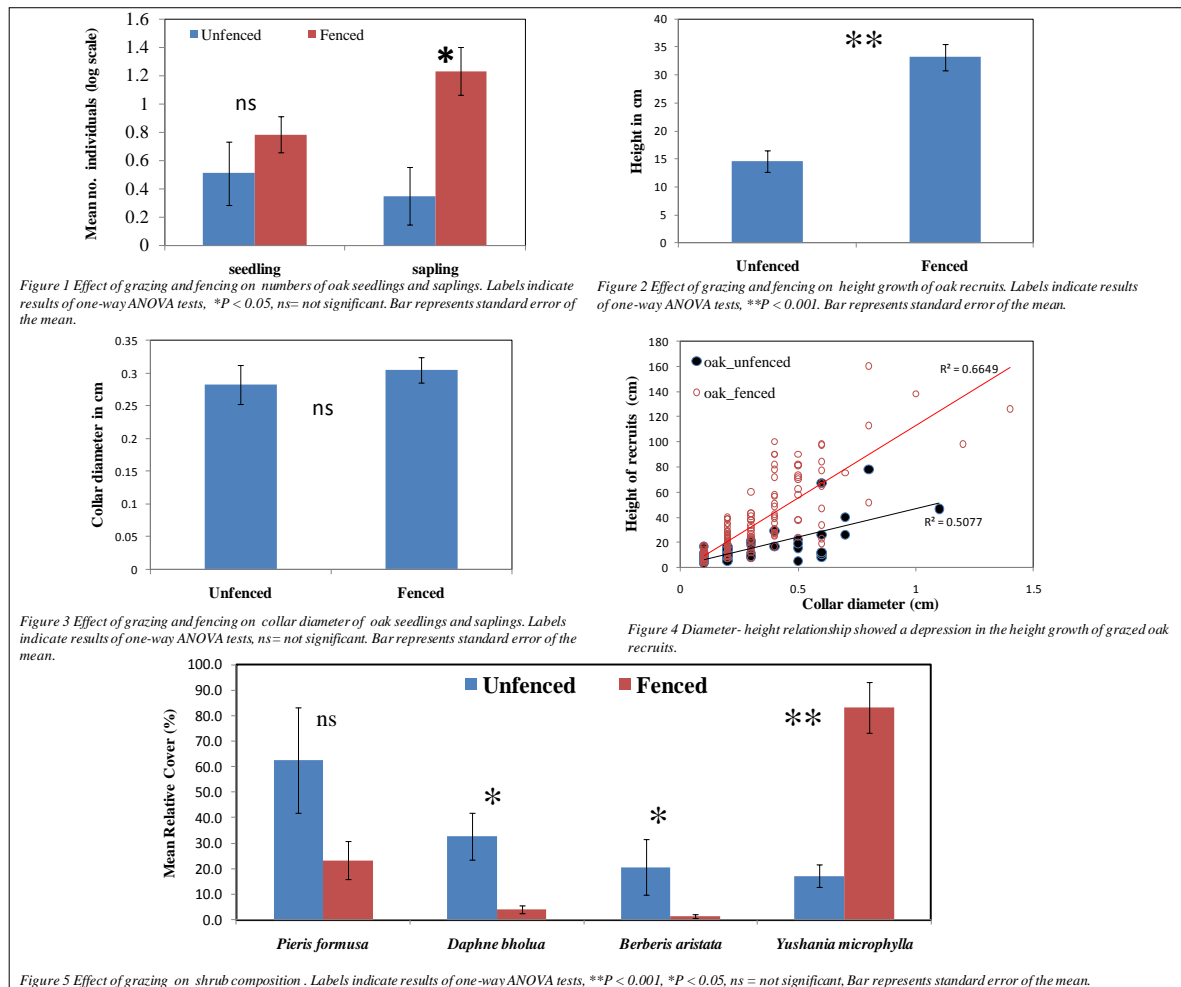 1.6
1.4
1.2
1
0.8
0.6
0.4
0.2
0
Mean no. individuals (log scale)
Unfenced Fenced
ns
*
seedling sapling
Figure 1 Effect of grazing and fencing on numbers of oak seedlings and saplings. Labels indicate
results of one-way ANOVA tests, *P < 0.05, ns= not significant. Bar represents standard error of
the mean.
40
35
30
25
20
15
10
5
0
Height in cm
**
Unfenced Fenced
Figure 2 Effect of grazing and fencing on height growth of oak recruits. Labels indicate results
of one-way ANOVA tests, **P < 0.001. Bar represents standard error of the mean.
0.35
0.3
0.25
0.2
0.15
0.1
0.05
0
Collar diameter in cm
ns
Unfenced Fenced
Figure 3 Effect of grazing and fencing on collar diameter of oak seedlings and saplings. Labels
indicate results of one-way ANOVA tests, ns= not significant. Bar represents standard error of the
mean.
180
160
140
120
100
80
60
40
20
0
Height of recruits (cm)
oak_unfenced
oak_fenced
R² = 0.6649
R² = 0.5077
0 0.5 1 1.5
Collar diameter (cm)
Figure 4 Diameter- height relationship showed a depression in the height growth of grazed oak
recruits.
100.0
90.0
80.0
70.0
60.0
50.0
40.0
30.0
20.0
10.0
0.0
Mean Relative Cover (%)
Unfenced Fenced
ns
*
*
**
Pieris formusa Daphne bholua Berberis aristata Yushania microphylla
Figure 5 Effect of grazing on shrub composition . Labels indicate results of one-way ANOVA tests, **P < 0.001, *P < 0.05, ns = not significant, Bar represents standard error of the mean.